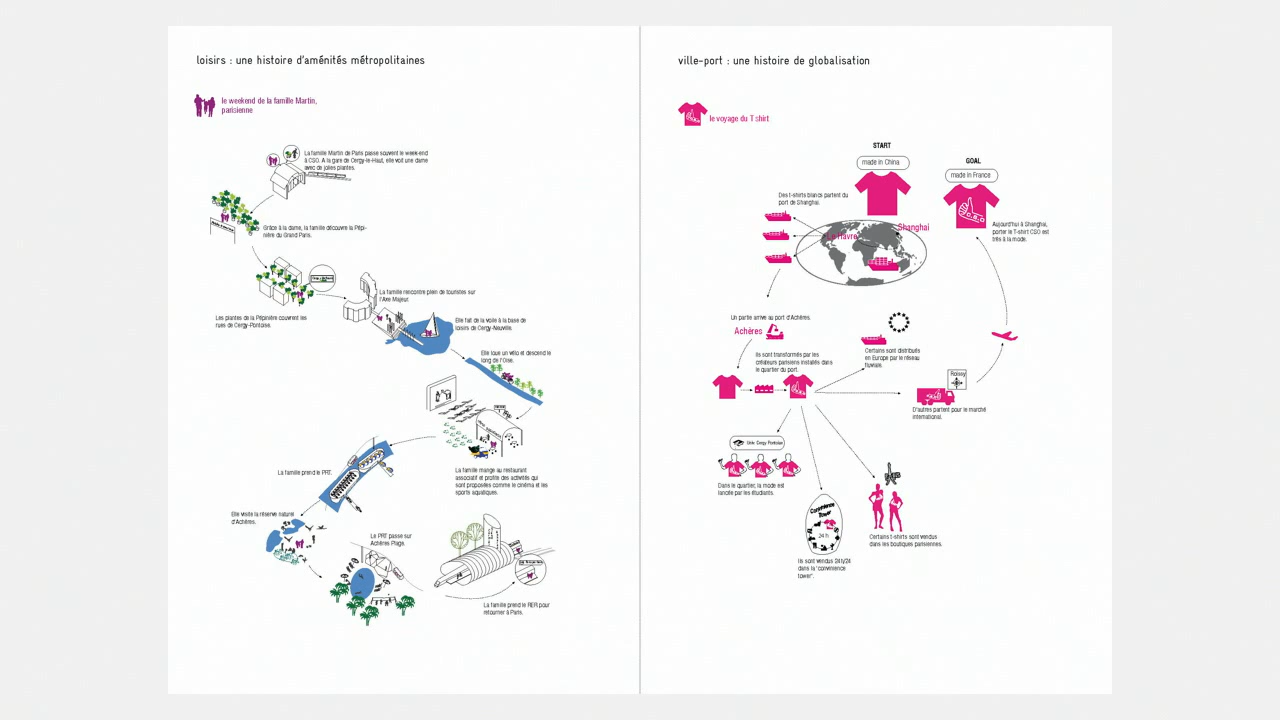 loisirs : une histoire d'aménités métropolitaines
le weekend de la famille Martin,
parisienne
La famille Martin de Paris passe souvent le week-end
à CSO. A la gare de Cergy-le-Haut, elle voit une dame
avec de jolies plantes.
Grâce à la dame, la famille découvre la Pépi-
nière du Grand Paris.
Les plantes de la Pépinière couvrent les
rues de Cergy-Pontoise.
La famille rencontre plein de touristes sur
l'Axe Majeur.
Elle fait de la voile à la base de
loisirs de Cergy-Neuville.
Elle loue un vélo et descend le
long de l'Oise.
La famille mange au restaurant
associatif et profite des activités qui
sont proposées comme le cinéma et les
sports aquatiques.
La famille prend le PRT.
Elle visite la réserve naturel
d'Achères.
Le PRT passe sur
Achères Plage.
La famille prend le RER pour
retourner à Paris.
ville-port : une histoire de globalisation
le voyage du T shirt
START
made in China
GOAL
made in France
Des t-shirts blancs partent du
port de Shanghai.
Le Havre
Shanghai
Aujourd'hui à Shanghai,
porter le T-shirt CSO est
très à la mode.
Un partie arrive au port d'Achères.
Achères
Ils sont transformés par les
créateurs parisiens installés dans
le quartier du port.
Certains sont distribués
en Europe par le réseau
fluviale.
Roissy
D'autres partent pour le marché
international.
Univ Cergy Pontoise
Dans le quartier, la mode est
lancée par les étudiants.
Convinience
Tower
24 h
Ils sont vendus 24h/24
dans la "convinience
tower".
Certains t-shirts sont vendus
dans les boutiques parisiennes.